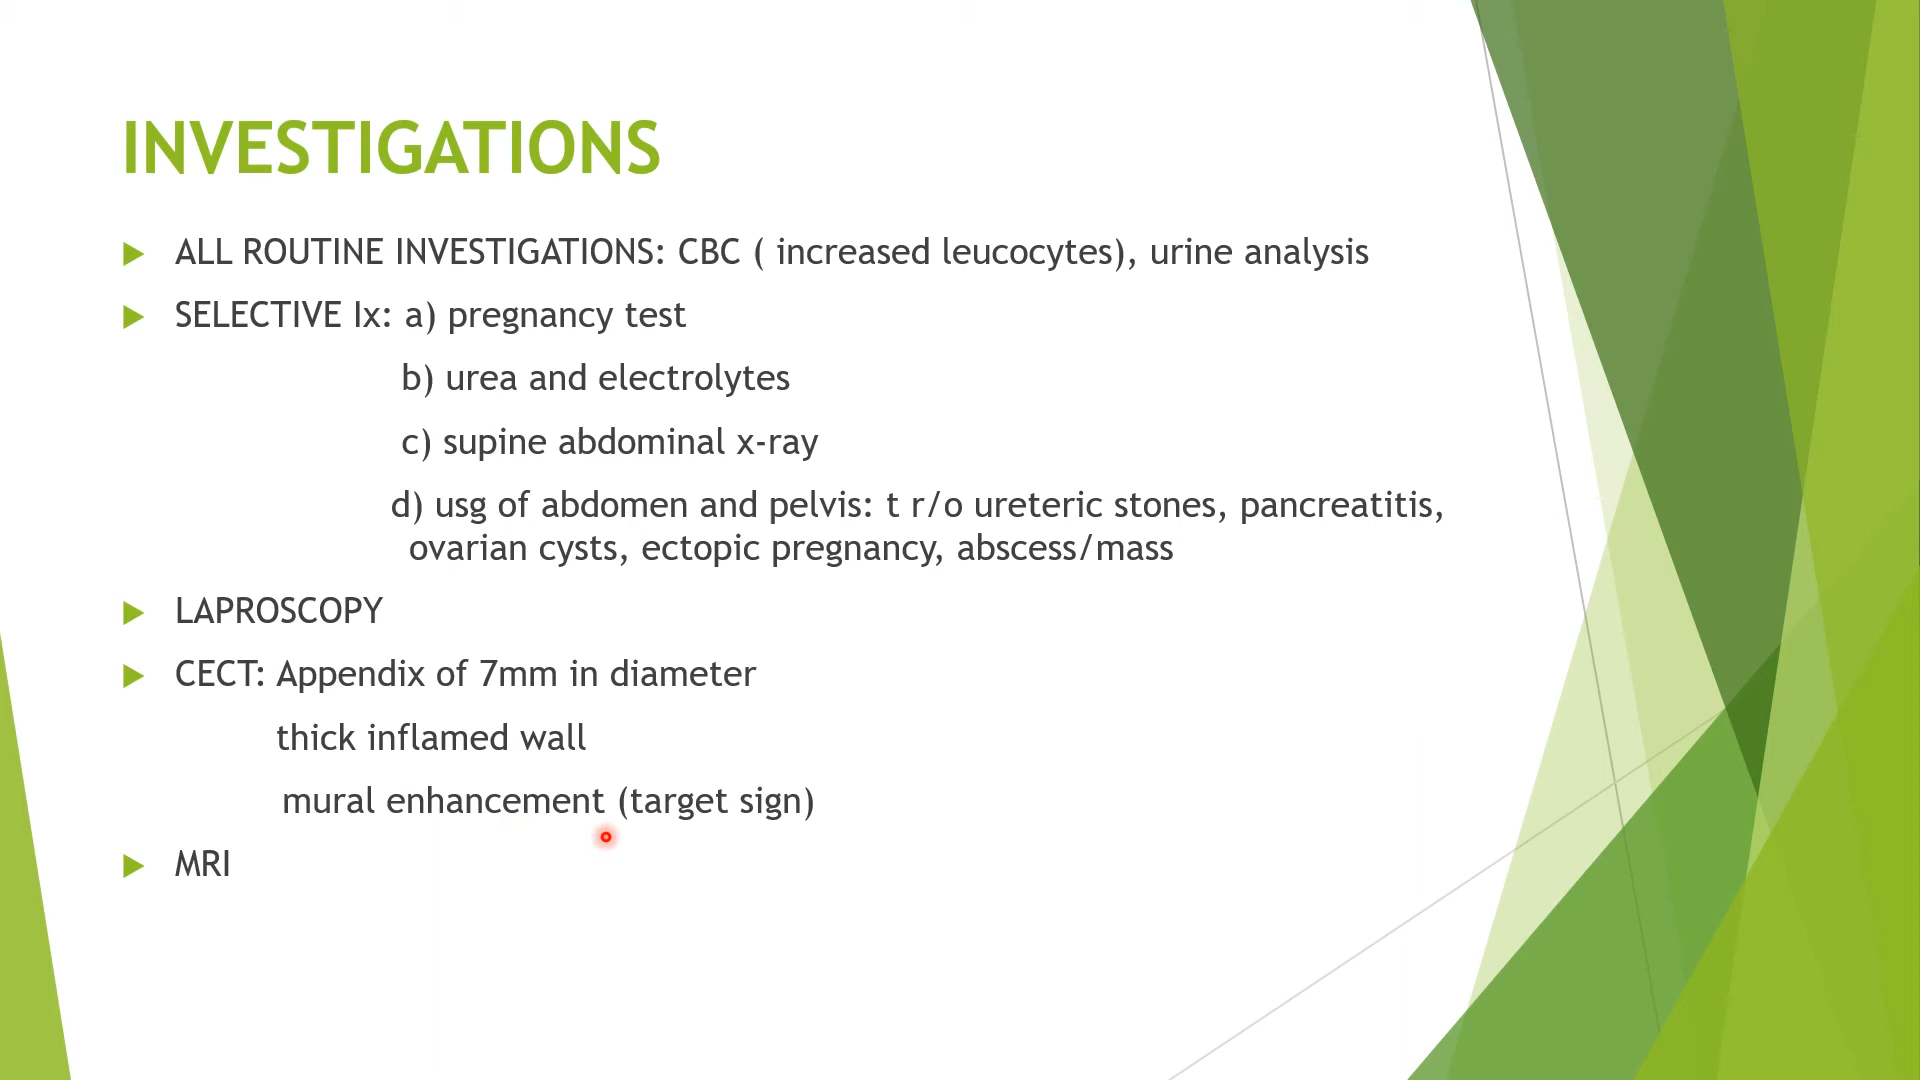 INVESTIGATIONS
ALL ROUTINE INVESTIGATIONS: CBC ( increased leucocytes), urine analysis
SELECTIVE Ix: a) pregnancy test
b) urea and electrolytes
c) supine abdominal x-ray
d) usg of abdomen and pelvis: t r/o ureteric stones, pancreatitis,
ovarian cysts, ectopic pregnancy, abscess/mass
LAPROSCOPY
CECT: Appendix of 7mm in diameter
thick inflamed wall
mural enhancement (target sign)
MRI